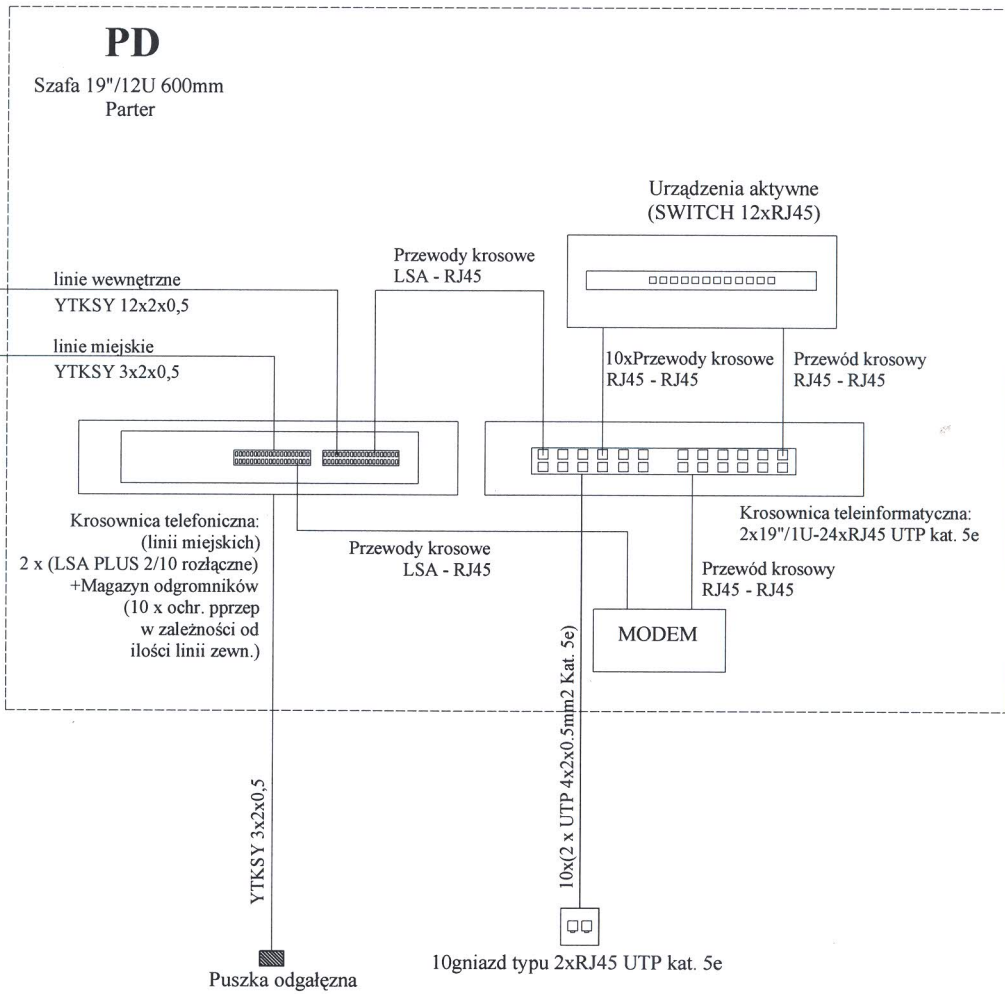 PD
Szafa 19"/12U 600mm
Parter
Urządzenia aktywne
(SWITCH 12xRJ45)
Przewody krosowe
LSA - RJ45
linie wewnętrzne
YTKSY 12x2x0,5
linie miejskie
YTKSY 3x2x0,5
10xPrzewody krosowe
RJ45 - RJ45
Przewód krosowy
RJ45 - RJ45
Krosownica telefoniczna:
(linii miejskich)
2 x (LSA PLUS 2/10 rozłączne)
+Magazyn odgromników
(10 x ochr. pprzep
w zależności od
ilości linii zewn.)
Przewody krosowe
LSA - RJ45
Krosownica teleinformatyczna:
2x19"/1U-24xRJ45 UTP kat. 5e
Przewód krosowy
RJ45 - RJ45
MODEM
YTKSY 3x2x0,5
10x(2 x UTP 4x2x0.5mm2 Kat. 5e)
Puszka odgałęzna
10gniazd typu 2xRJ45 UTP kat. 5e